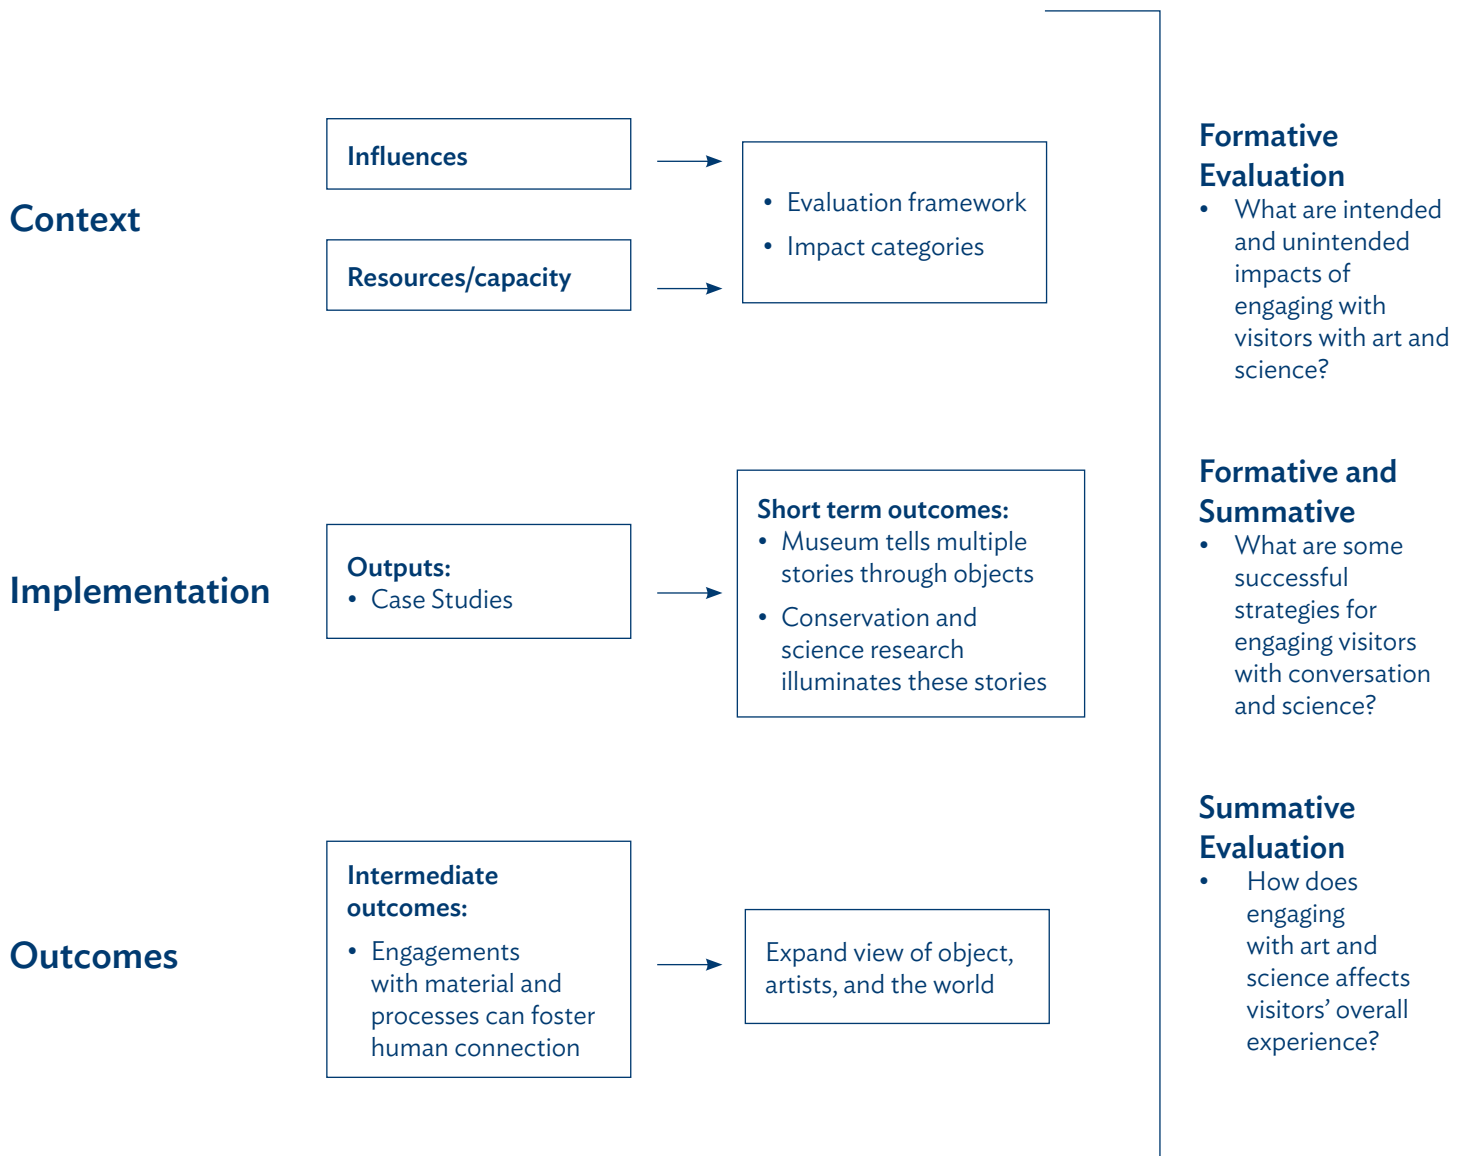 Context
Influences
Resources/capacity
• Evaluation framework
• Impact categories
Formative
Evaluation
• What are intended
and unintended
impacts of
engaging with
visitors with art and
science?
Implementation
Outputs:
• Case Studies
Short term outcomes:
• Museum tells multiple
stories through objects
• Conservation and
science research
illuminates these stories
Formative and
Summative
• What are some
successful
strategies for
engaging visitors
with conversation
and science?
Outcomes
Intermediate
outcomes:
• Engagements
with material and
processes can foster
human connection
Expand view of object,
artists, and the world
Summative
Evaluation
• How does
engaging
with art and
science affects
visitors’ overall
experience?